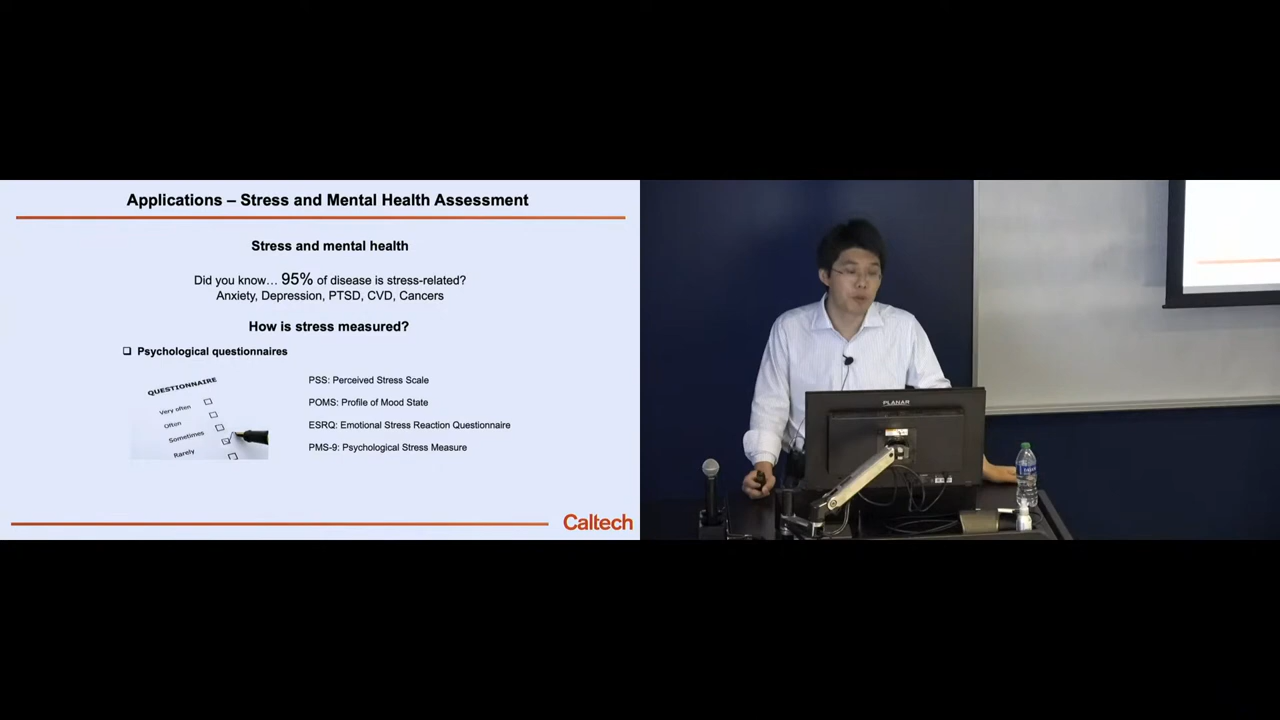 Applications – Stress and Mental Health Assessment
Stress and mental health
Did you know… 95% of disease is stress-related?
Anxiety, Depression, PTSD, CVD, Cancers
How is stress measured?
Psychological questionnaires
QUESTIONNAIRE
Very often
Often
Sometimes
Rarely
PSS: Perceived Stress Scale
POMS: Profile of Mood State
ESRQ: Emotional Stress Reaction Questionnaire
PMS-9: Psychological Stress Measure
Caltech
PLANAR